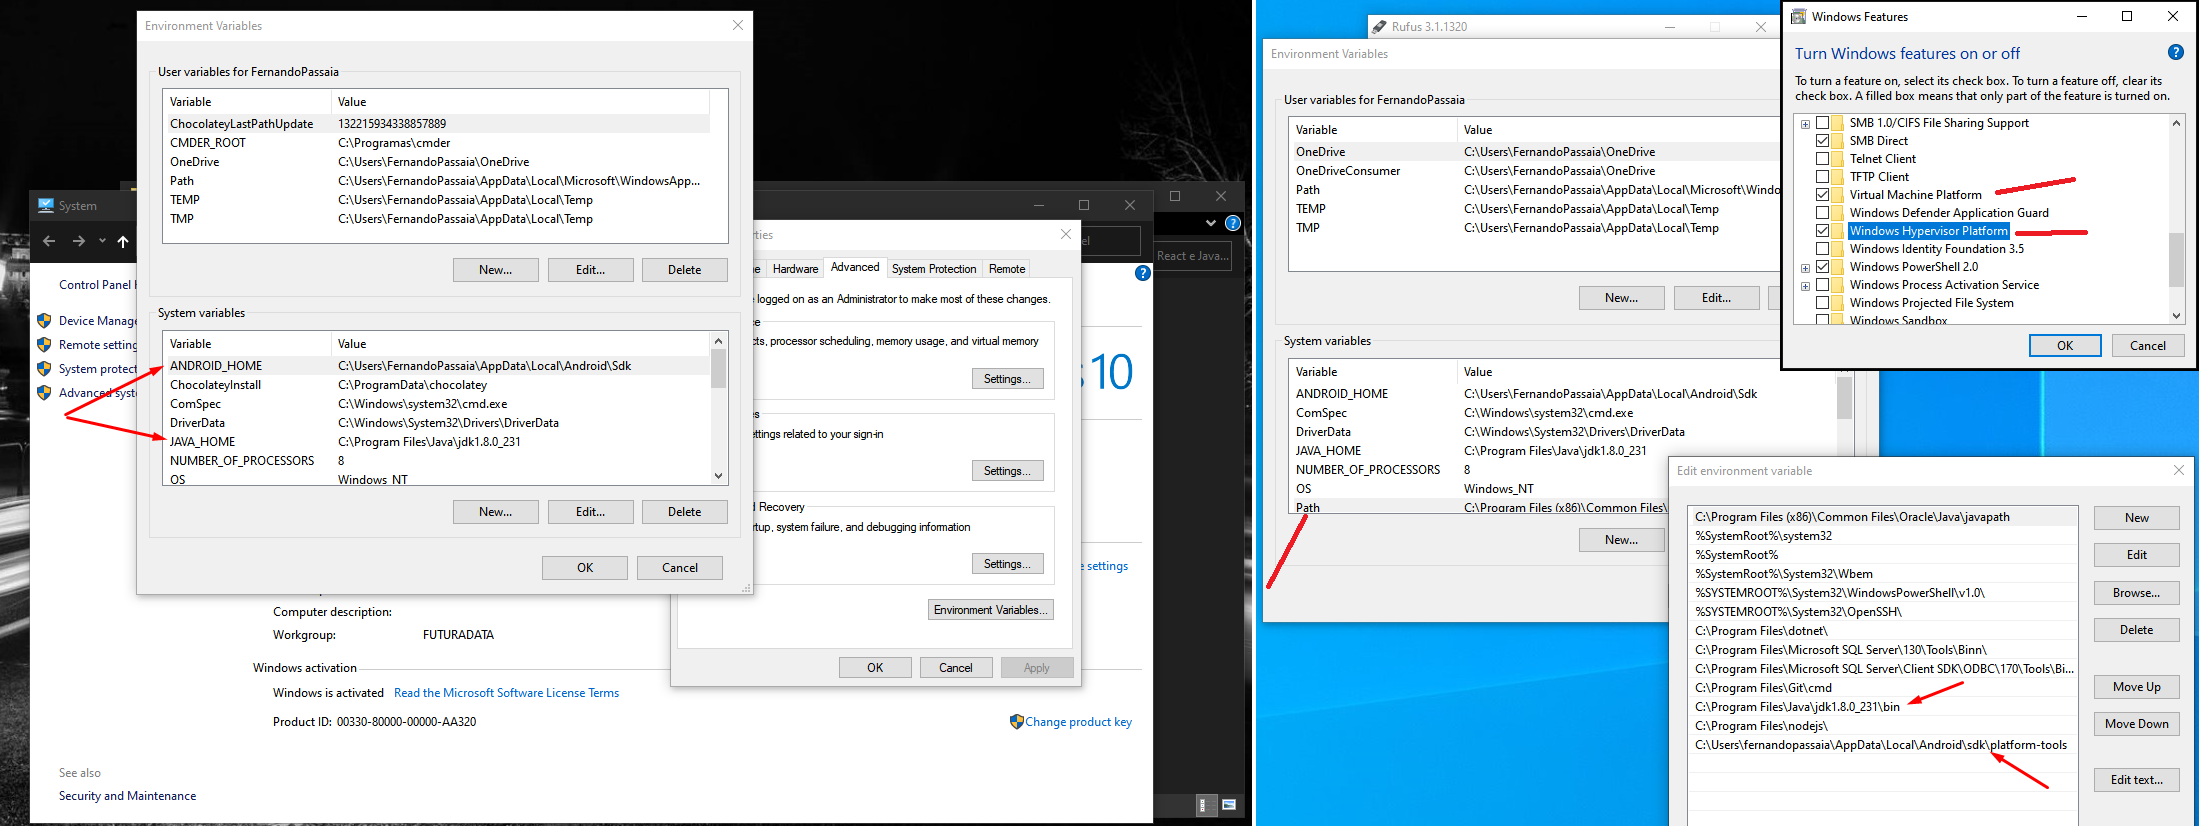 Environment Variables
User variables for FernandoPassaia
Variable Value
ChocolateyLastPathUpdate 132215934338857889
CMDER_ROOT C:\Programas\cmder
OneDrive C:\Users\FernandoPassaia\OneDrive
Path C:\Users\FernandoPassaia\AppData\Local\Microsoft\WindowsApp...
TEMP C:\Users\FernandoPassaia\AppData\Local\Temp
TMP C:\Users\FernandoPassaia\AppData\Local\Temp
New... Edit... Delete
System variables
Variable Value
ANDROID_HOME C:\Users\FernandoPassaia\AppData\Local\Android\Sdk
ChocolateyInstall C:\ProgramData\chocolatey
ComSpec C:\Windows\system32\cmd.exe
DriverData C:\Windows\System32\Drivers\DriverData
JAVA_HOME C:\Program Files\Java\jdk1.8.0_231
NUMBER_OF_PROCESSORS 8
OS Windows_NT
New... Edit... Delete
OK Cancel
System
Control Panel
Device Manage
Remote setting
System protect
Advanced syste
Computer description:
Workgroup: FUTURADATA
Windows activation
Windows is activated Read the Microsoft Software License Terms
Product ID: 00330-80000-00000-AA320
Change product key
See also
Security and Maintenance
rties
Hardware Advanced System Protection Remote
logged on as an Administrator to make most of these changes.
cts, processor scheduling, memory usage, and virtual memory
Settings...
ettings related to your sign-in
Settings...
Recovery
rtup, system failure, and debugging information
Settings...
Environment Variables...
OK Cancel Apply
React e Java...
10
e settings
Rufus 3.1.1320
Environment Variables
User variables for FernandoPassaia
Variable Value
OneDrive C:\Users\FernandoPassaia\OneDrive
OneDriveConsumer C:\Users\FernandoPassaia\OneDrive
Path C:\Users\FernandoPassaia\AppData\Local\Microsoft\Windo
TEMP C:\Users\FernandoPassaia\AppData\Local\Temp
TMP C:\Users\FernandoPassaia\AppData\Local\Temp
New... Edit...
System variables
Variable Value
ANDROID_HOME C:\Users\FernandoPassaia\AppData\Local\Android\Sdk
ComSpec C:\Windows\system32\cmd.exe
DriverData C:\Windows\System32\Drivers\DriverData
JAVA_HOME C:\Program Files\Java\jdk1.8.0_231
NUMBER_OF_PROCESSORS 8
OS Windows_NT
Path C:\Program Files (x86)\Common Files\
New...
Windows Features
Turn Windows features on or off
To turn a feature on, select its check box. To turn a feature off, clear its
check box. A filled box means that only part of the feature is turned on.
SMB 1.0/CIFS File Sharing Support
SMB Direct
Telnet Client
TFTP Client
Virtual Machine Platform
Windows Defender Application Guard
Windows Hypervisor Platform
Windows Identity Foundation 3.5
Windows PowerShell 2.0
Windows Process Activation Service
Windows Projected File System
Windows Sandbox
OK Cancel
Edit environment variable
C:\Program Files (x86)\Common Files\Oracle\Java\javapath
%SystemRoot%\system32
%SystemRoot%
%SystemRoot%\System32\Wbem
%SYSTEMROOT%\System32\WindowsPowerShell\v1.0\
%SYSTEMROOT%\System32\OpenSSH\
C:\Program Files\dotnet\
C:\Program Files\Microsoft SQL Server\130\Tools\Binn\
C:\Program Files\Microsoft SQL Server\Client SDK\ODBC\170\Tools\Bi...
C:\Program Files\Git\cmd
C:\Program Files\Java\jdk1.8.0_231\bin
C:\Program Files\nodejs\
C:\Users\fernandopassaia\AppData\Local\Android\sdk\platform-tools
New
Edit
Browse...
Delete
Move Up
Move Down
Edit text...